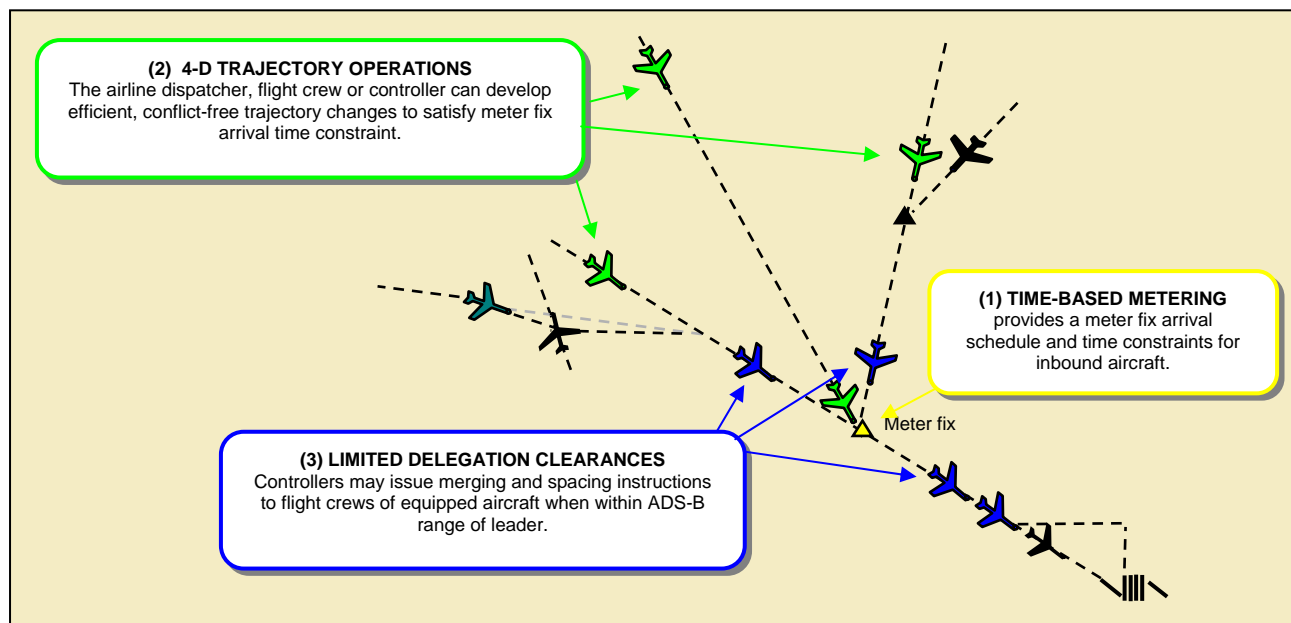 (2) 4-D TRAJECTORY OPERATIONS
The airline dispatcher, flight crew or controller can develop
efficient, conflict-free trajectory changes to satisfy meter fix
arrival time constraint.
(1) TIME-BASED METERING
provides a meter fix arrival
schedule and time constraints for
inbound aircraft.
Meter fix
(3) LIMITED DELEGATION CLEARANCES
Controllers may issue merging and spacing instructions
to flight crews of equipped aircraft when within ADS-B
range of leader.